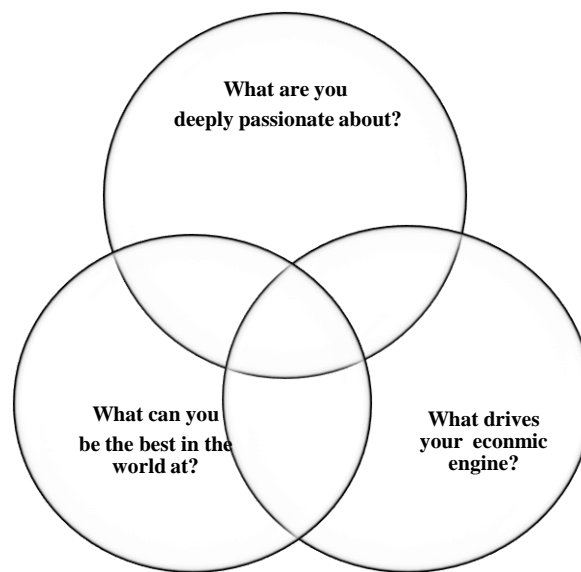 What are you
deeply passionate about?
What can you
be the best in the
world at?
What drives
your econmic
engine?